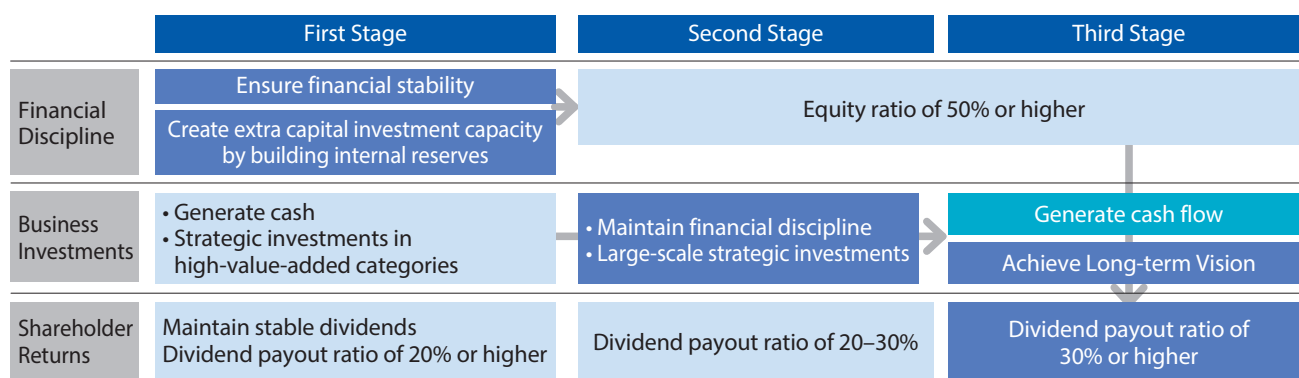 First Stage
Second Stage
Third Stage
Financial
Discipline
Ensure financial stability
Create extra capital investment capacity
by building internal reserves
Equity ratio of 50% or higher
Business
Investments
• Generate cash
• Strategic investments in
high-value-added categories
• Maintain financial discipline
• Large-scale strategic investments
Generate cash flow
Achieve Long-term Vision
Shareholder
Returns
Maintain stable dividends
Dividend payout ratio of 20% or higher
Dividend payout ratio of 20–30%
Dividend payout ratio of
30% or higher